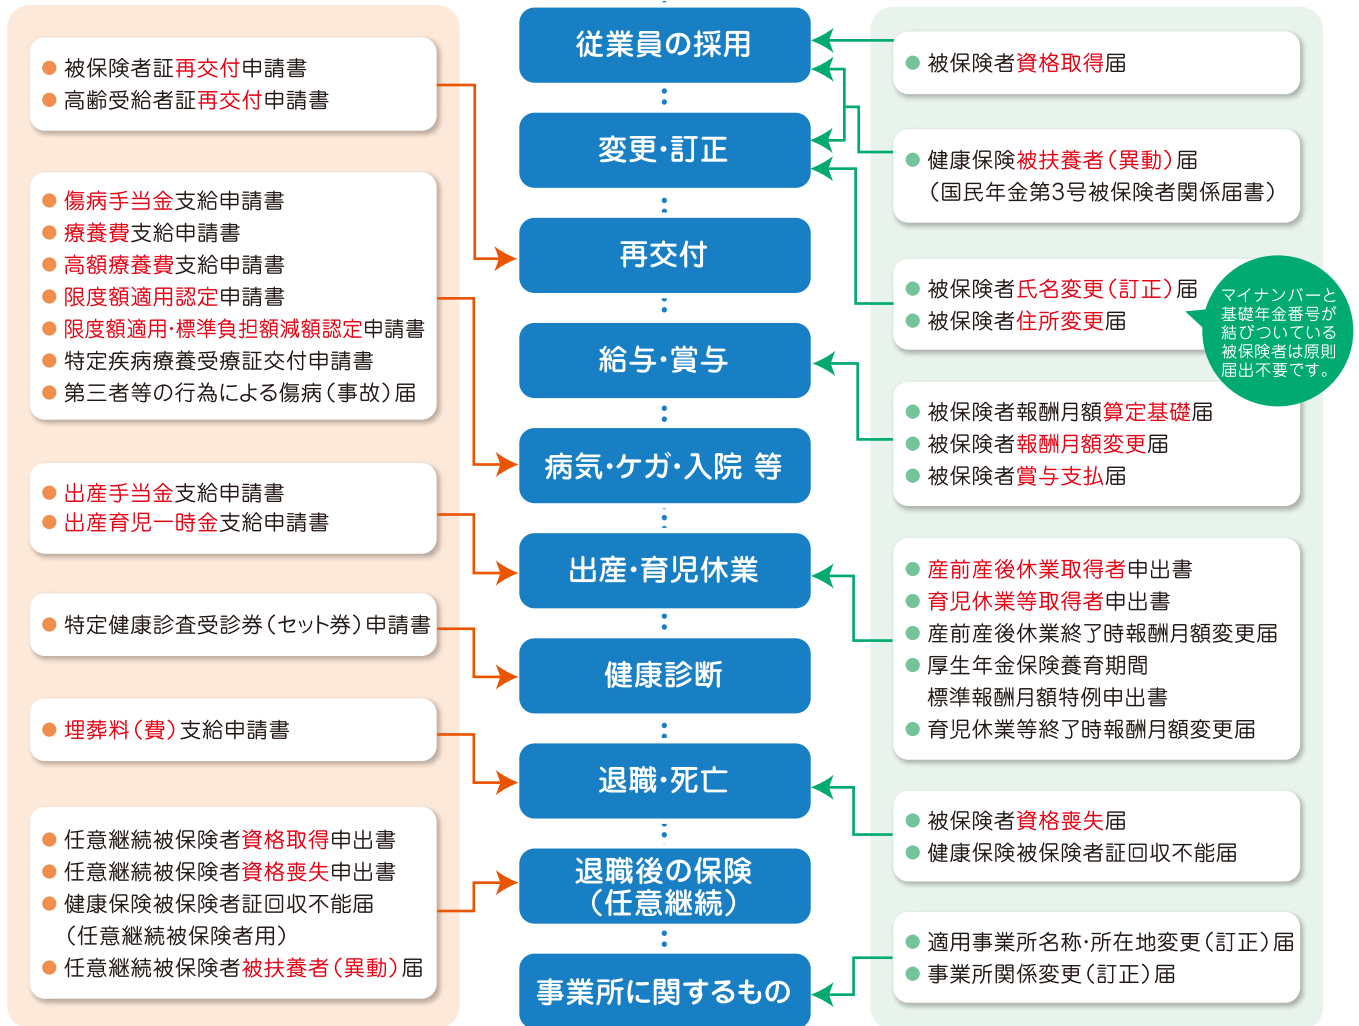 被保険者証再交付申請書
高齢受給者証再交付申請書
傷病手当金支給申請書
療養費支給申請書
高額療養費支給申請書
限度額適用認定申請書
限度額適用・標準負担額減額認定申請書
特定疾病療養受療証交付申請書
第三者等の行為による傷病（事故）届
出産手当金支給申請書
出産育児一時金支給申請書
特定健康診査受診券（セット券）申請書
埋葬料（費）支給申請書
任意継続被保険者資格取得申出書
任意継続被保険者資格喪失申出書
健康保険被保険者証回収不能届
（任意継続被保険者用）
任意継続被保険者被扶養者（異動）届
従業員の採用
変更・訂正
再交付
給与・賞与
病気・ケガ・入院 等
出産・育児休業
健康診断
退職・死亡
退職後の保険
（任意継続）
事業所に関するもの
被保険者資格取得届
健康保険被扶養者（異動）届
（国民年金第3号被保険者関係届書）
被保険者氏名変更（訂正）届
被保険者住所変更届
マイナンバーと
基礎年金番号が
結びついている
被保険者は原則
届出不要です。
被保険者報酬月額算定基礎届
被保険者報酬月額変更届
被保険者賞与支払届
産前産後休業取得者申出書
育児休業等取得者申出書
産前産後休業終了時報酬月額変更届
厚生年金保険養育期間
標準報酬月額特例申出書
育児休業等終了時報酬月額変更届
被保険者資格喪失届
健康保険被保険者証回収不能届
適用事業所名称・所在地変更（訂正）届
事業所関係変更（訂正）届